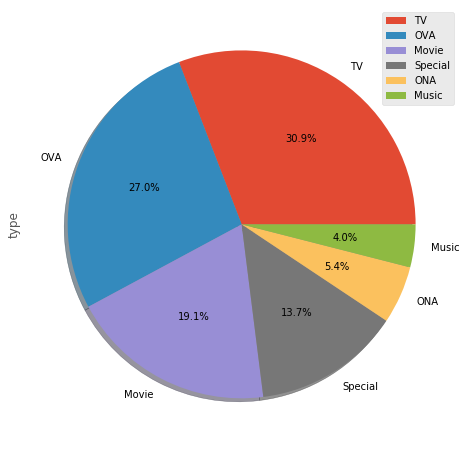 TV
OVA
Movie
Special
ONA
Music
TV
30.9%
OVA
27.0%
type
4.0%
Music
5.4%
ONA
19.1%
13.7%
Movie
Special